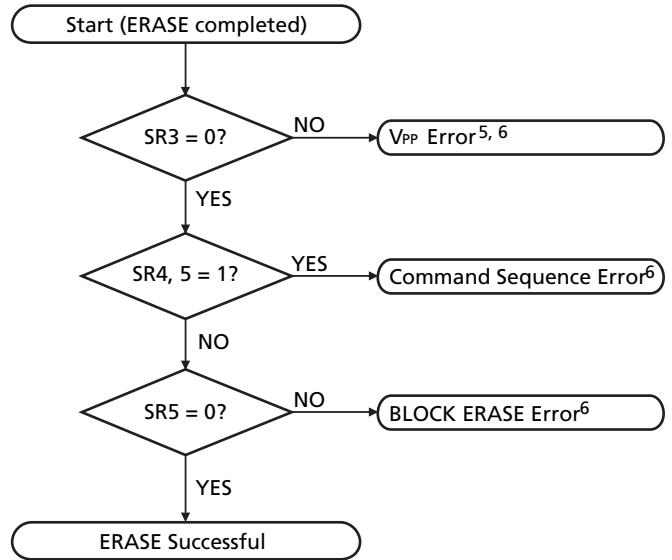 Start (ERASE completed)
SR3 = 0?
NO
VPP Error5, 6
YES
SR4, 5 = 1?
YES
Command Sequence Error6
NO
SR5 = 0?
NO
BLOCK ERASE Error6
YES
ERASE Successful